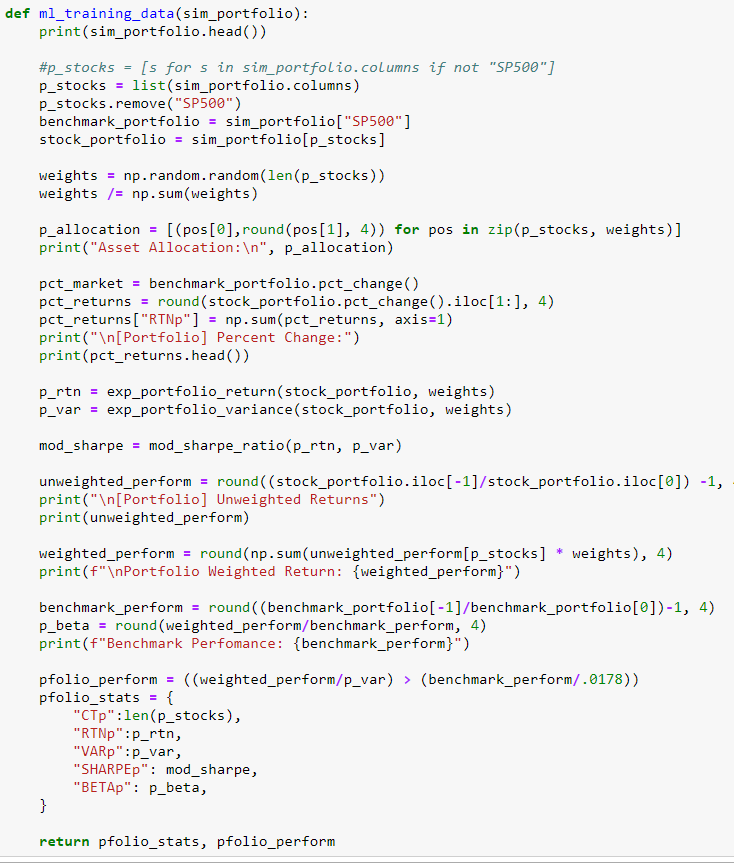 def ml_training_data(sim_portfolio):
    print(sim_portfolio.head())

    #p_stocks = [s for s in sim_portfolio.columns if not "SP500"]
    p_stocks = list(sim_portfolio.columns)
    p_stocks.remove("SP500")
    benchmark_portfolio = sim_portfolio["SP500"]
    stock_portfolio = sim_portfolio[p_stocks]

    weights = np.random.random(len(p_stocks))
    weights /= np.sum(weights)

    p_allocation = [(pos[0],round(pos[1], 4)) for pos in zip(p_stocks, weights)]
    print("Asset Allocation:\n", p_allocation)

    pct_market = benchmark_portfolio.pct_change()
    pct_returns = round(stock_portfolio.pct_change().iloc[1:], 4)
    pct_returns["RTNp"] = np.sum(pct_returns, axis=1)
    print("\n[Portfolio] Percent Change:")
    print(pct_returns.head())

    p_rtn = exp_portfolio_return(stock_portfolio, weights)
    p_var = exp_portfolio_variance(stock_portfolio, weights)

    mod_sharpe = mod_sharpe_ratio(p_rtn, p_var)

    unweighted_perform = round((stock_portfolio.iloc[-1]/stock_portfolio.iloc[0]) -1,
    print("\n[Portfolio] Unweighted Returns")
    print(unweighted_perform)

    weighted_perform = round(np.sum(unweighted_perform[p_stocks] * weights), 4)
    print(f"\nPortfolio Weighted Return: {weighted_perform}")

    benchmark_perform = round((benchmark_portfolio[-1]/benchmark_portfolio[0])-1, 4)
    p_beta = round(weighted_perform/benchmark_perform, 4)
    print(f"Benchmark Perfomance: {benchmark_perform}")

    pfolio_perform = ((weighted_perform/p_var) > (benchmark_perform/.0178))
    pfolio_stats = {
        "CTp":len(p_stocks),
        "RTNp":p_rtn,
        "VARp":p_var,
        "SHARPEp": mod_sharpe,
        "BETAp": p_beta,
    }

    return pfolio_stats, pfolio_perform